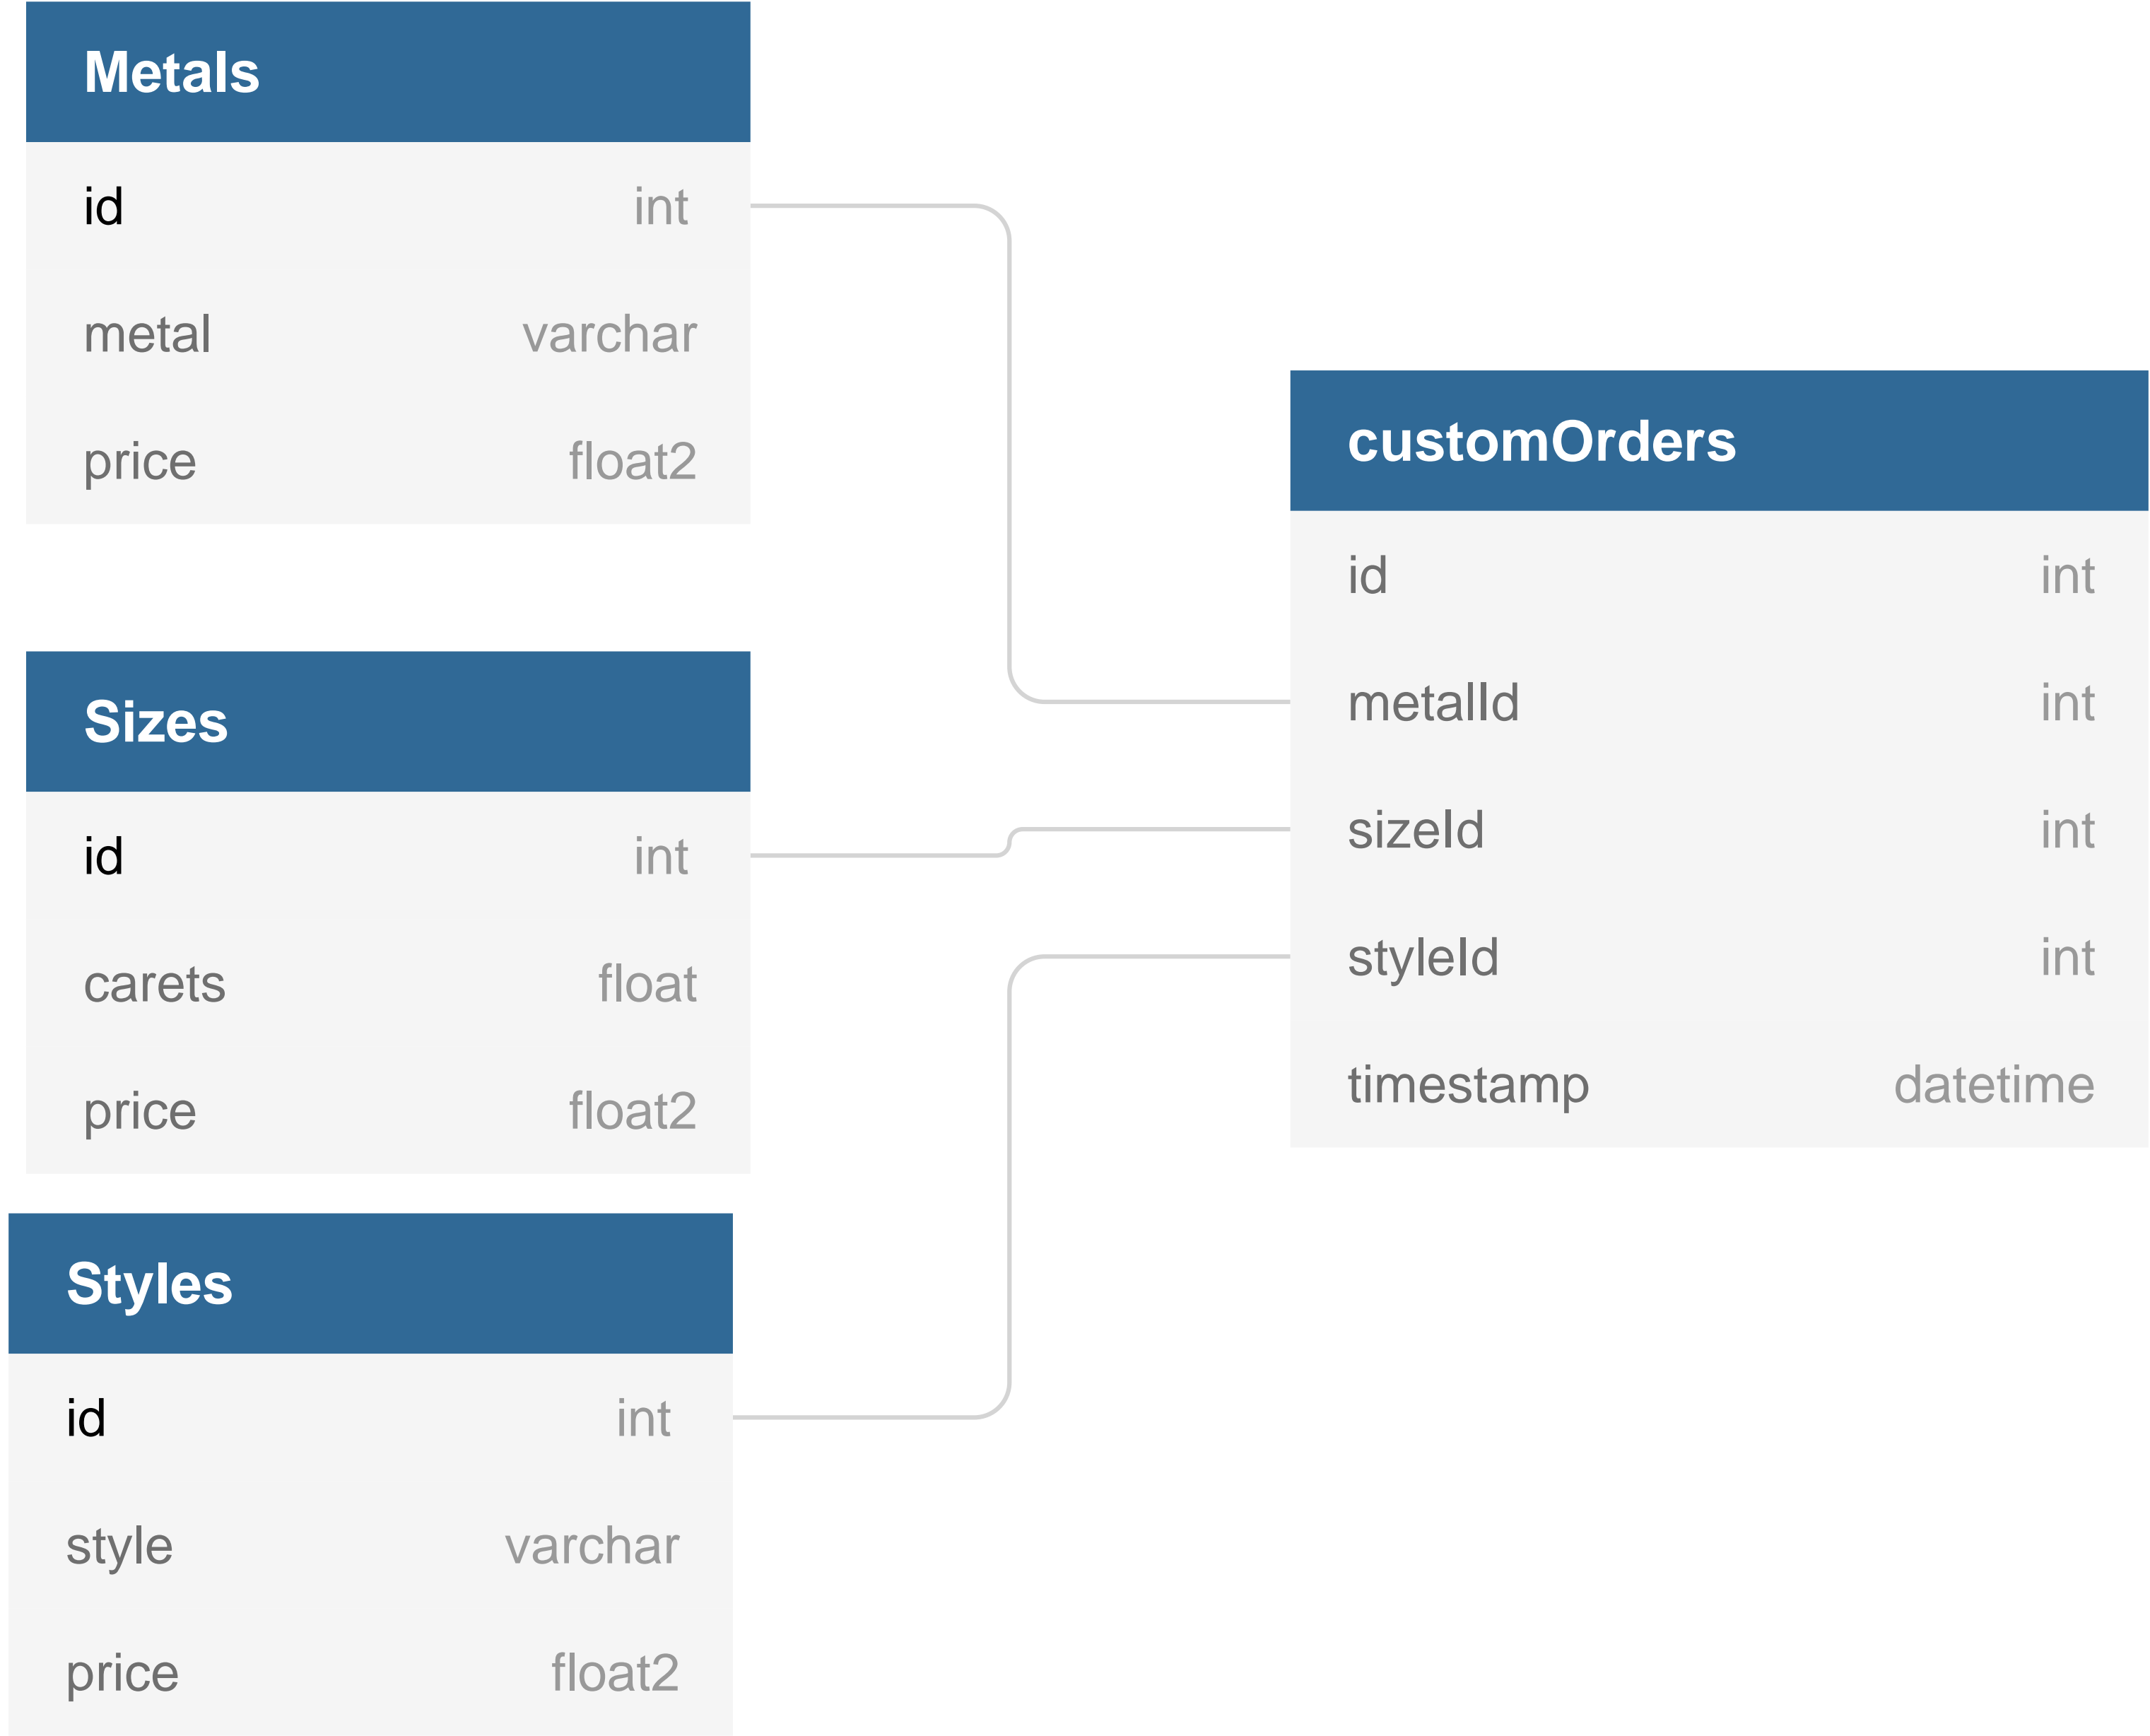 Metals
id int
metal varchar
price float2
Sizes
id int
carets float
price float2
Styles
id int
style varchar
price float2
customOrders
id int
metalId int
sizeId int
styleId int
timestamp datetime